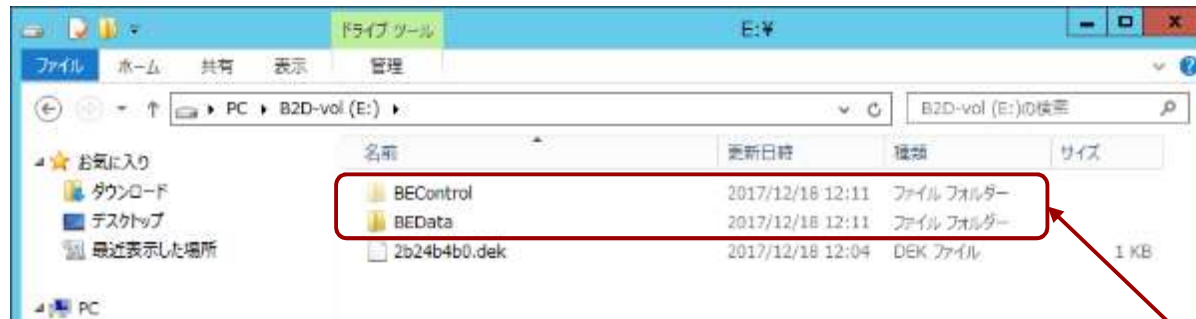 ドライブ ツール E:¥
ファイル ホーム 共有 表示 管理
PC B2D-vol (E:) B2D-vol (E:)の検索
名前 更新日時 種類 サイズ
お気に入り
ダウンロード
デスクトップ
最近表示した場所
PC
BEControl 2017/12/18 12:11 ファイル フォルダー
BEData 2017/12/18 12:11 ファイル フォルダー
2b24b4b0.dek 2017/12/18 12:04 DEK ファイル 1 KB